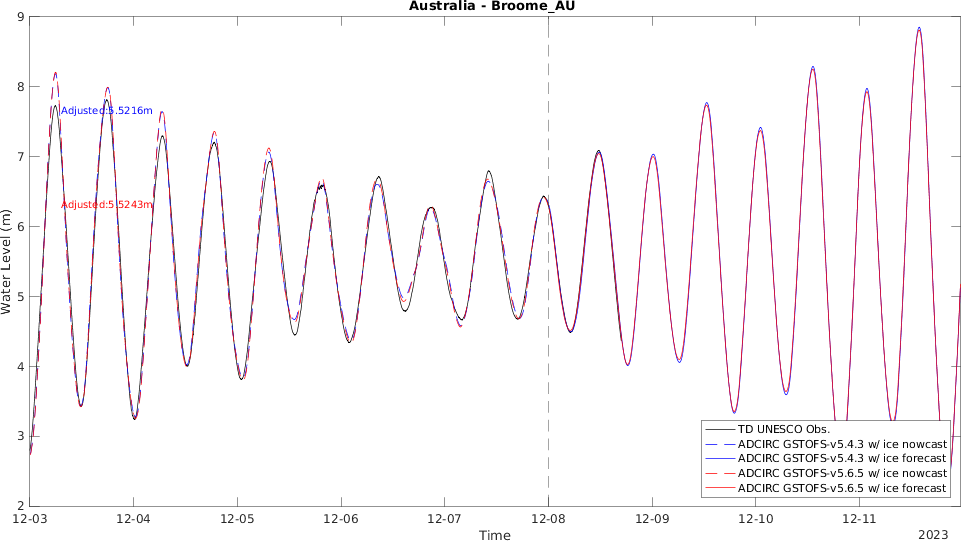 Australia - Broome_AU
9
8
7
6
5
4
3
2
Water Level (m)
Adjusted:5.5216m
Adjusted:5.5243m
TD UNESCO Obs.
ADCIRC GSTOFS-v5.4.3 w/ ice nowcast
ADCIRC GSTOFS-v5.4.3 w/ ice forecast
ADCIRC GSTOFS-v5.6.5 w/ ice nowcast
ADCIRC GSTOFS-v5.6.5 w/ ice forecast
12-03 12-04 12-05 12-06 12-07 12-08 12-09 12-10 12-11
Time
2023